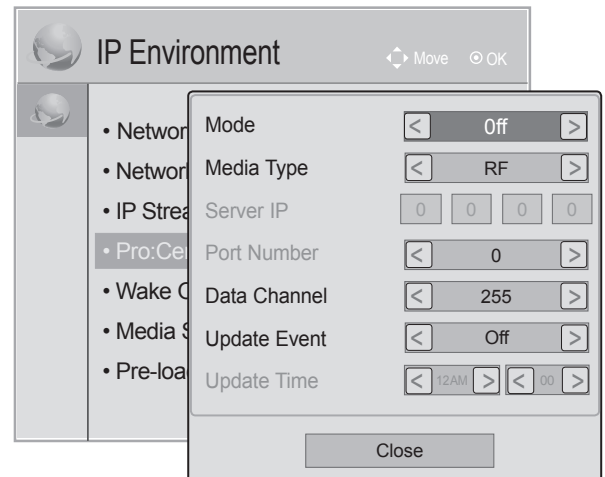 IP Environment
Move OK
• Networ
• Networ
• IP Strea
• Pro:Ce
• Wake
• Media
• Pre-loa
Mode < Off >
Media Type < RF >
Server IP 0 0 0 0
Port Number < 0 >
Data Channel < 255 >
Update Event < Off >
Update Time < 12AM > < 00 >
Close